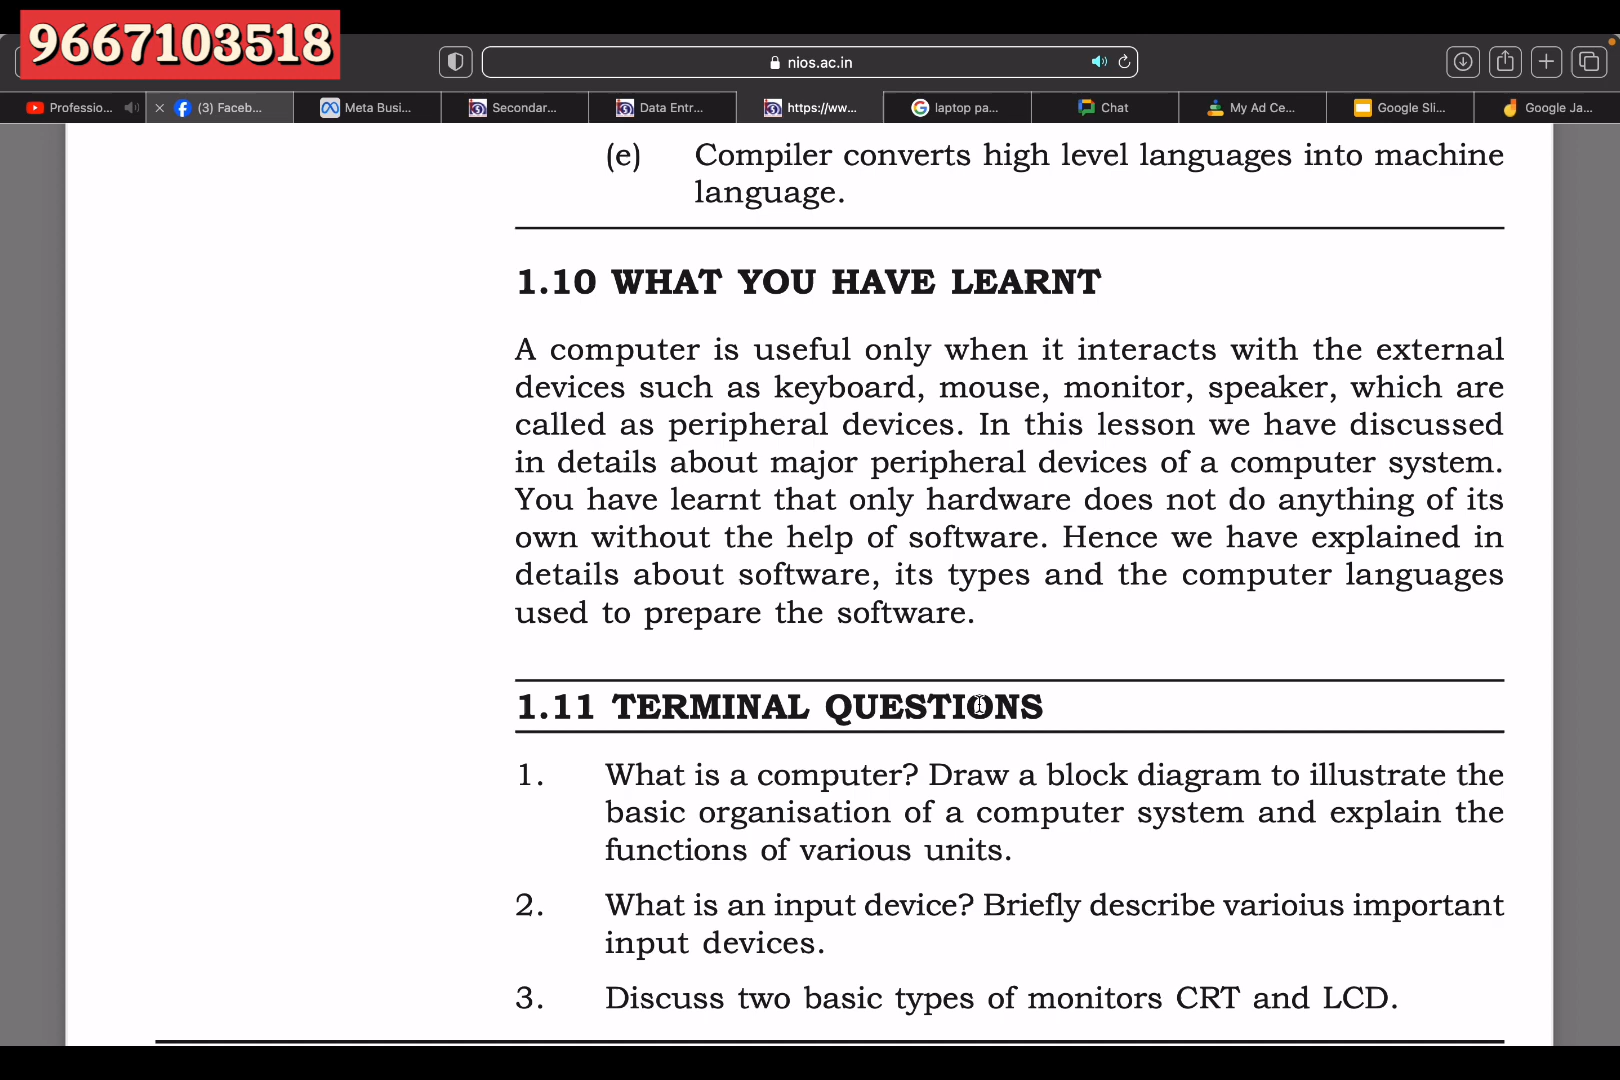 9667103518
nios.ac.in
Professio...
(3) Faceb...
Meta Busi...
Secondar...
Data Entr...
https://ww...
laptop pa...
Chat
My Ad Ce...
Google Sli...
Google Ja...
(e) Compiler converts high level languages into machine
language.
1.10 WHAT YOU HAVE LEARNT
A computer is useful only when it interacts with the external
devices such as keyboard, mouse, monitor, speaker, which are
called as peripheral devices. In this lesson we have discussed
in details about major peripheral devices of a computer system.
You have learnt that only hardware does not do anything of its
own without the help of software. Hence we have explained in
details about software, its types and the computer languages
used to prepare the software.
1.11 TERMINAL QUESTIONS
1. What is a computer? Draw a block diagram to illustrate the
basic organisation of a computer system and explain the
functions of various units.
2. What is an input device? Briefly describe varioius important
input devices.
3. Discuss two basic types of monitors CRT and LCD.